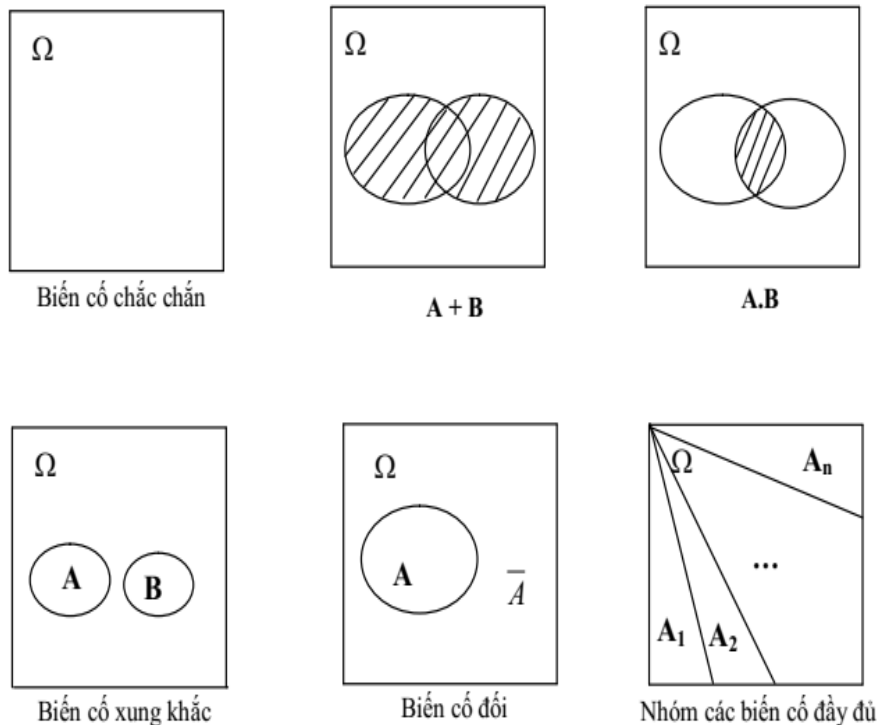 Ω
Ω
Ω
Biến cố chắc chắn
A + B
A.B
Ω
A B
Biến cố xung khắc
Ω
A A̅
Biến cố đối
Ω
Aₙ
...
A₁ A₂
Nhóm các biến cố đầy đủ